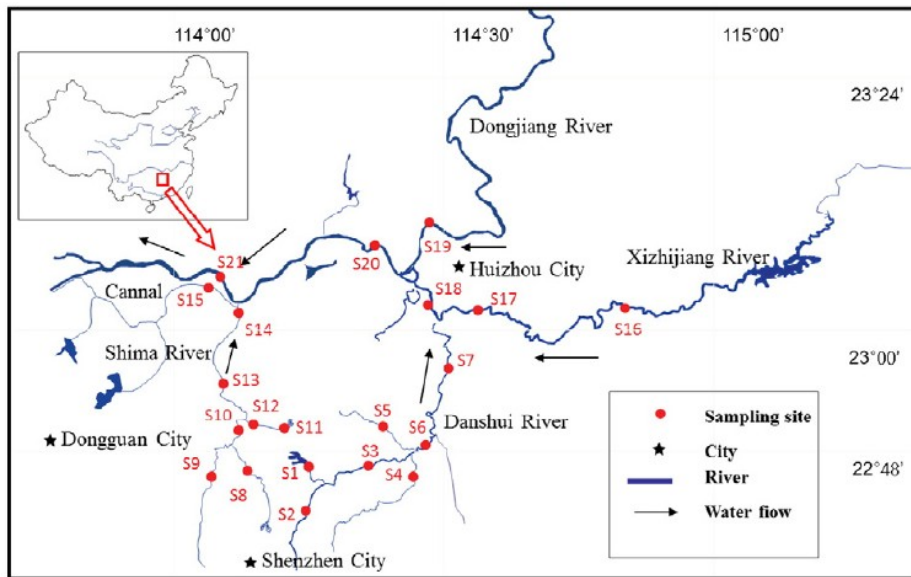 114°00' 114°30' 115°00'
23°24'
Dongjiang River
S19
Xizhijiang River
S21 S20 Huizhou City
Cannal S15 S18 S17
S14 S16
Shima River
S7 23°00'
S13
S12 S5
S10 S11 S6 Danshui River
Dongguan City
S9 S8 S1 S3 S4 22°48'
S2
Shenzhen City
Sampling site
City
River
Water fiow